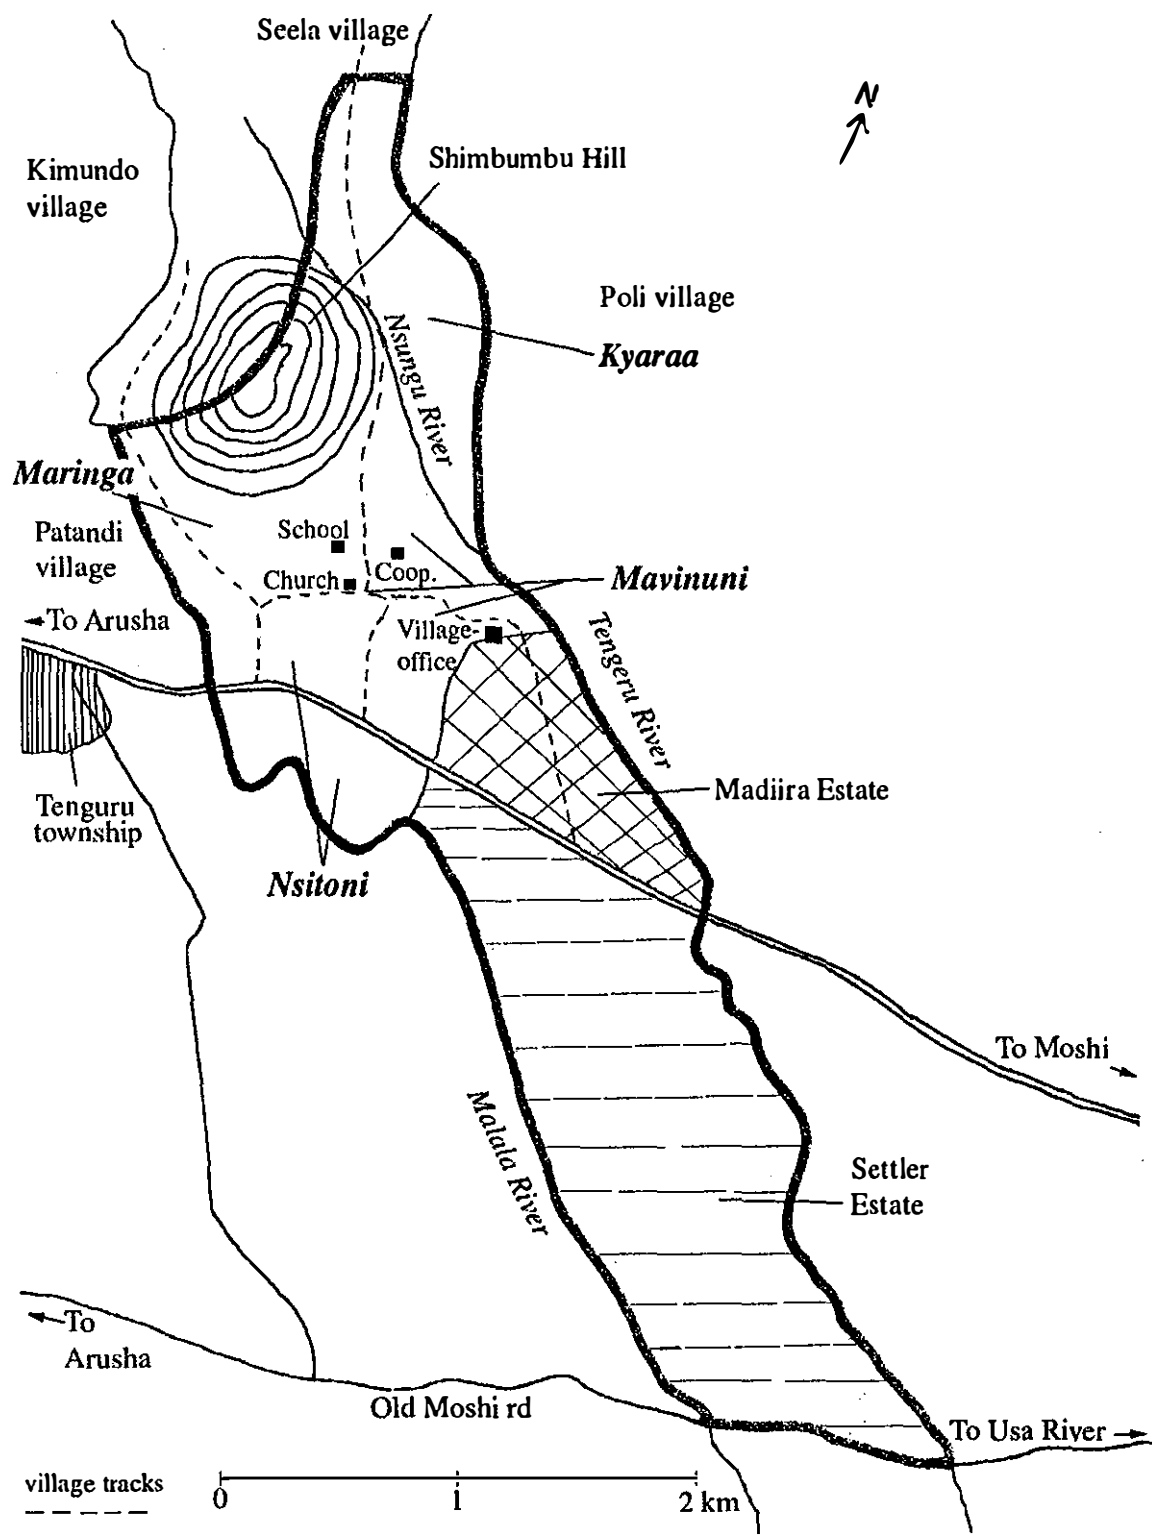 Seela village
N
Shimbumbu Hill
Kimundo
village
Poli village
Kyaraa
Nsungu River
Maringa
School
Patandi
village
Church
Coop.
Mavinuni
To Arusha
Village
office
Tengeru River
Madiira Estate
Tenguru
township
Nsitoni
To Moshi
Malala River
Settler
Estate
To
Arusha
Old Moshi rd
To Usa River
village tracks
0
1
2 km